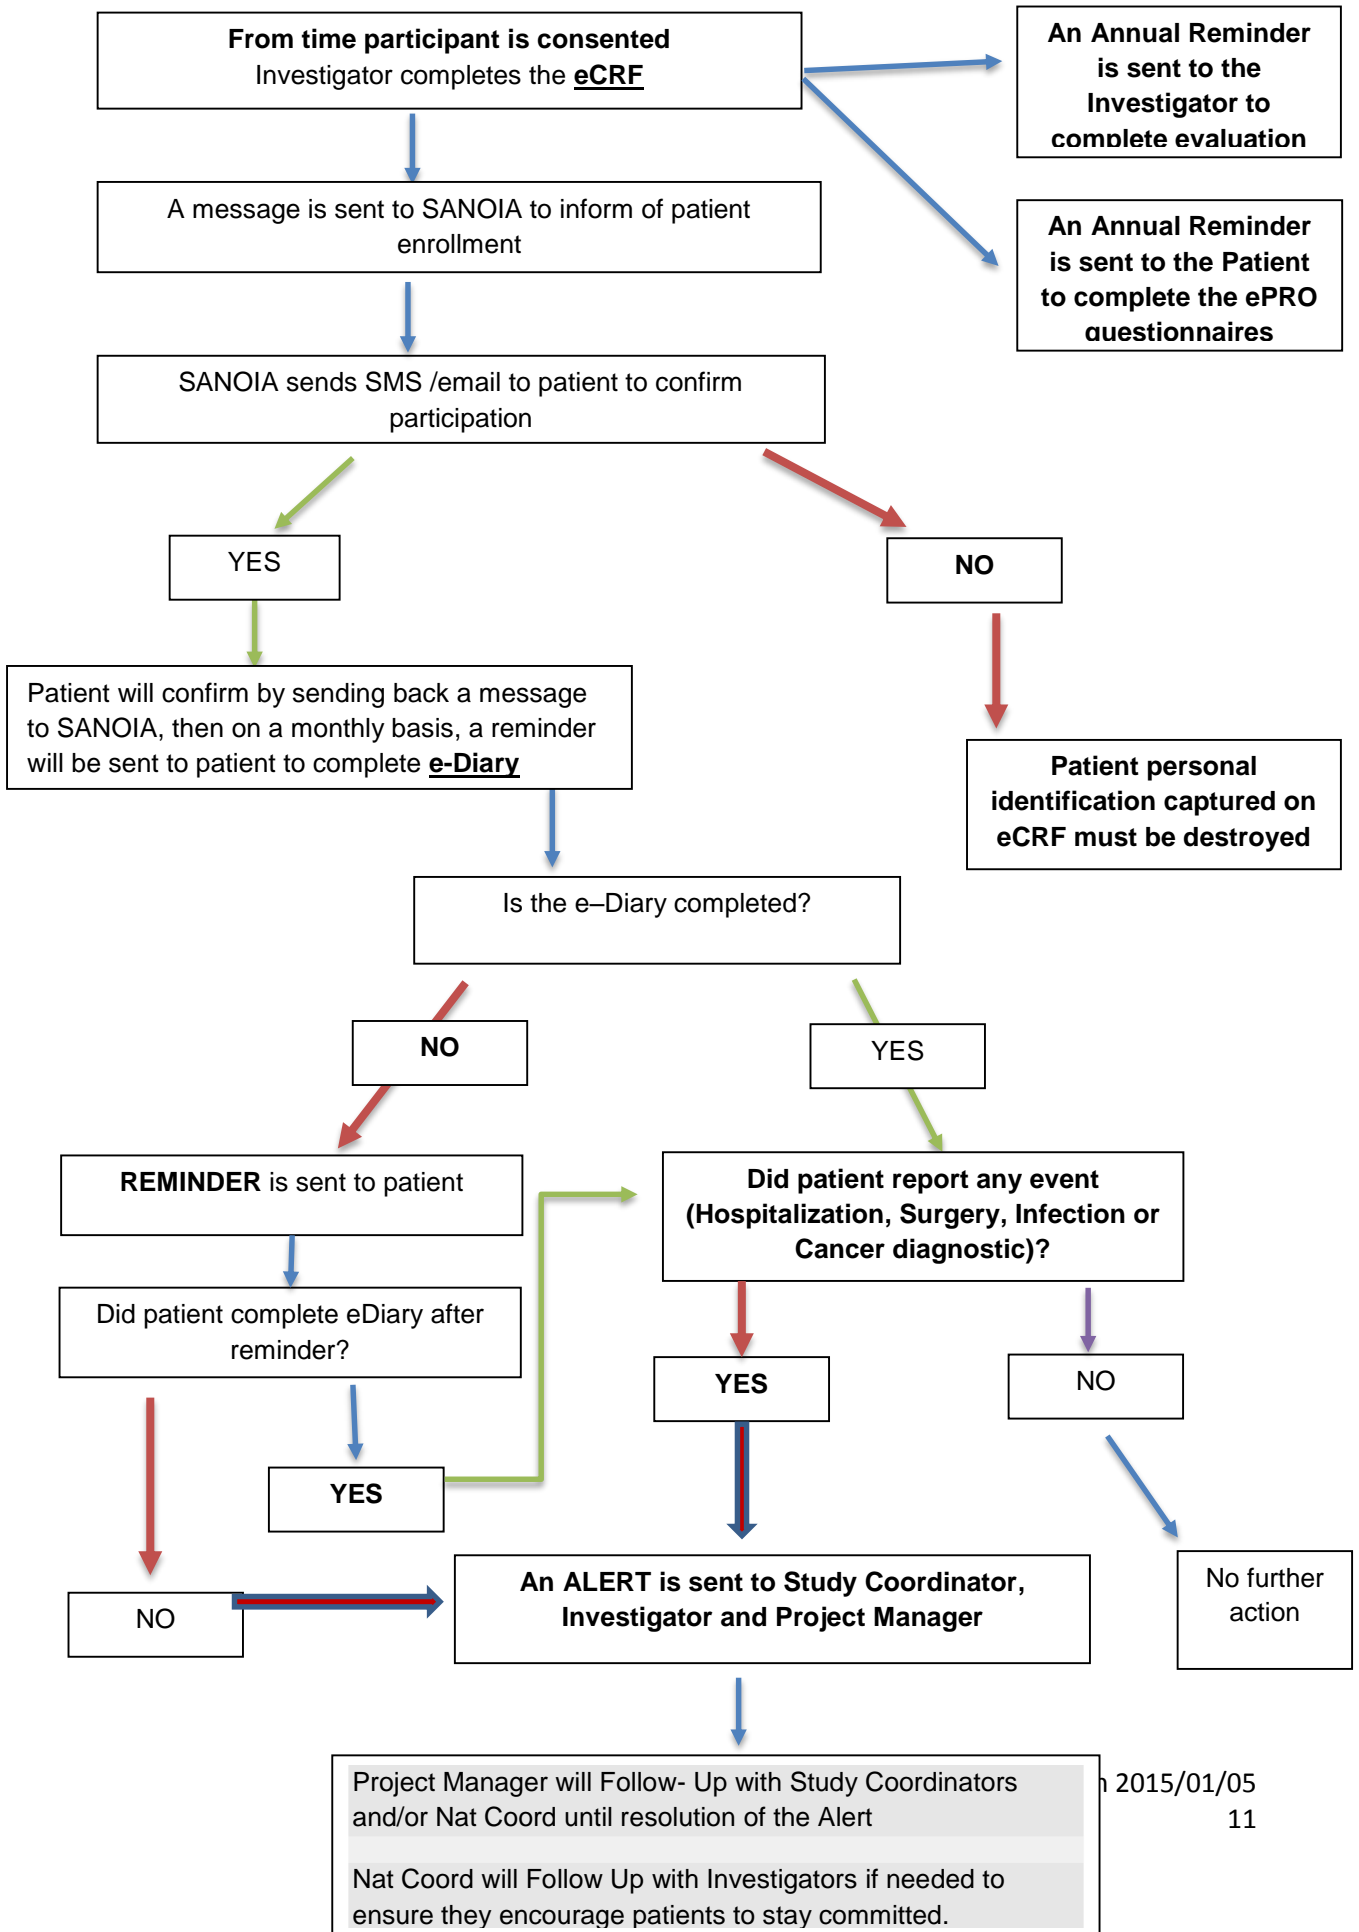 From time participant is consented
Investigator completes the eCRF
An Annual Reminder
is sent to the
Investigator to
complete evaluation
A message is sent to SANOIA to inform of patient
enrollment
An Annual Reminder
is sent to the Patient
to complete the ePRO
questionnaires
SANOIA sends SMS /email to patient to confirm
participation
YES
NO
Patient will confirm by sending back a message
to SANOIA, then on a monthly basis, a reminder
will be sent to patient to complete e-Diary
Patient personal
identification captured on
eCRF must be destroyed
Is the e–Diary completed?
NO
YES
REMINDER is sent to patient
Did patient report any event
(Hospitalization, Surgery, Infection or
Cancer diagnostic)?
Did patient complete eDiary after
reminder?
YES
NO
YES
NO
An ALERT is sent to Study Coordinator,
Investigator and Project Manager
No further
action
Project Manager will Follow- Up with Study Coordinators
and/or Nat Coord until resolution of the Alert
Nat Coord will Follow Up with Investigators if needed to
ensure they encourage patients to stay committed.
2015/01/05
11